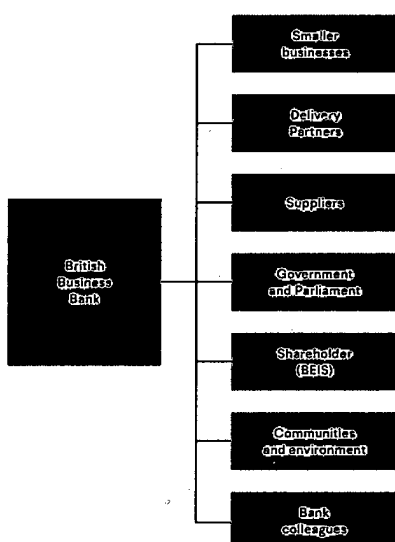 Smaller
businesses
Delivery
Partners
Suppliers
British
Business
Bank
Government
and Parliament
Shareholder
(BEIS)
Communities
and environment
Bank
colleagues